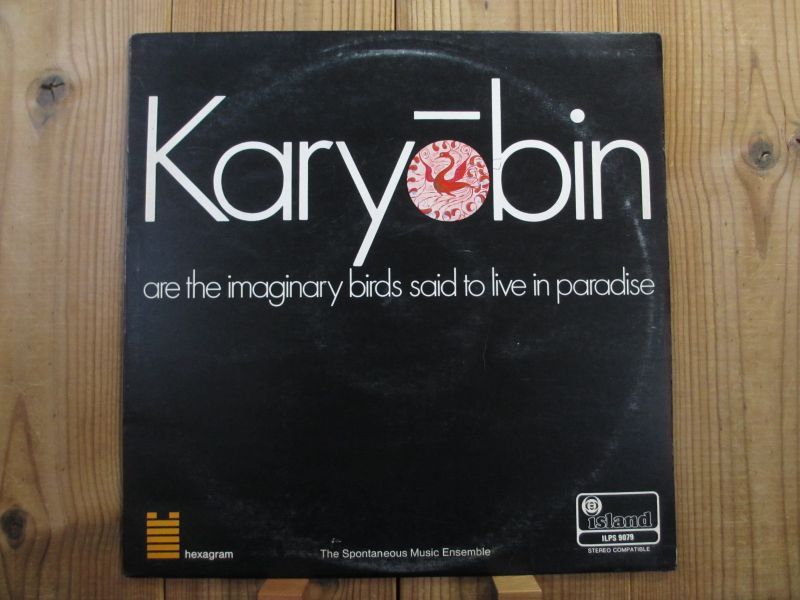 Karyōbin
are the imaginary birds said to live in paradise
hexagram
The Spontaneous Music Ensemble
island
ILPS 9079
STEREO COMPATIBLE